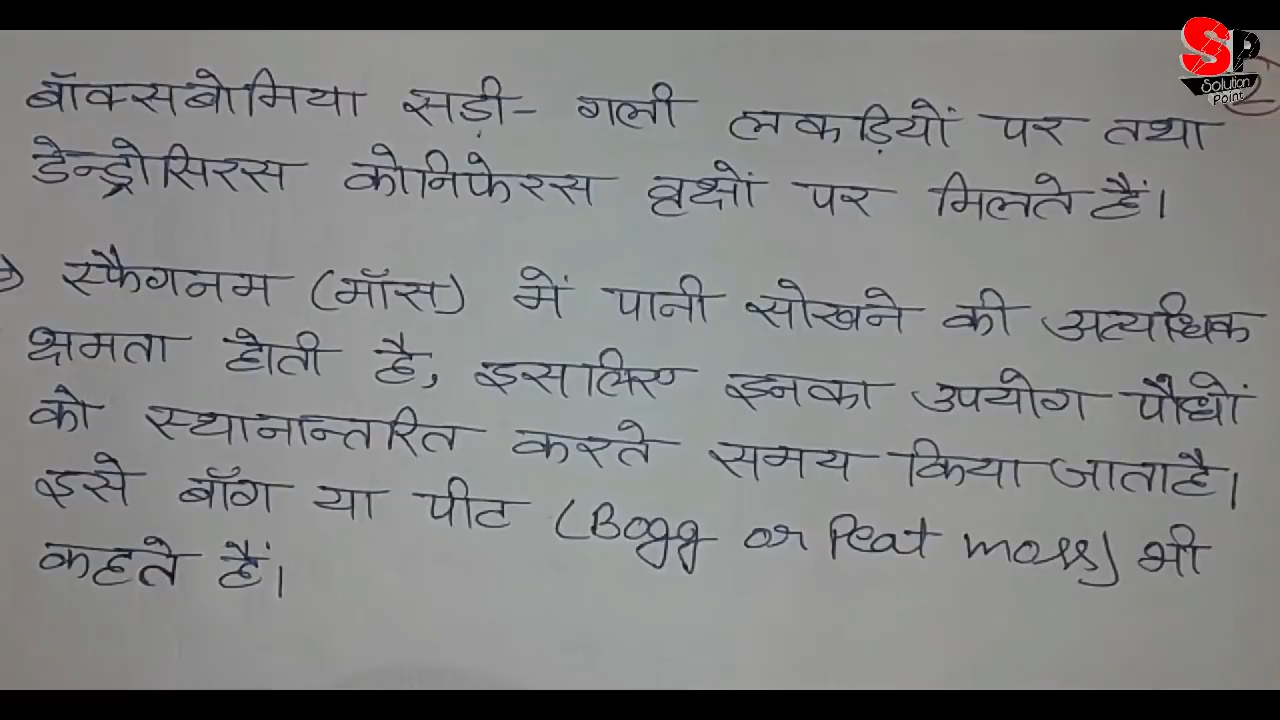 SP
Solution
Point
बॉक्सबोमिया सड़ी-गली लकड़ियों पर तथा
डेन्ड्रोसिरस कोनिफेरस वृक्षों पर मिलते हैं।
→ स्फैगनम (मॉस) में पानी सोखने की अत्यधिक
क्षमता होती है, इसलिए इनका उपयोग पौधों
को स्थानान्तरित करते समय किया जाता है।
इसे बॉग या पीट (Bogg or Peat moss) भी
कहते हैं।